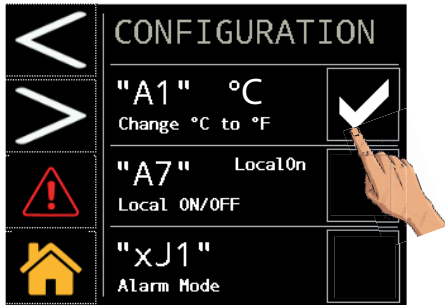 CONFIGURATION
"A1" °C
Change °C to °F
"A7" LocalOn
Local ON/OFF
"xJ1"
Alarm Mode